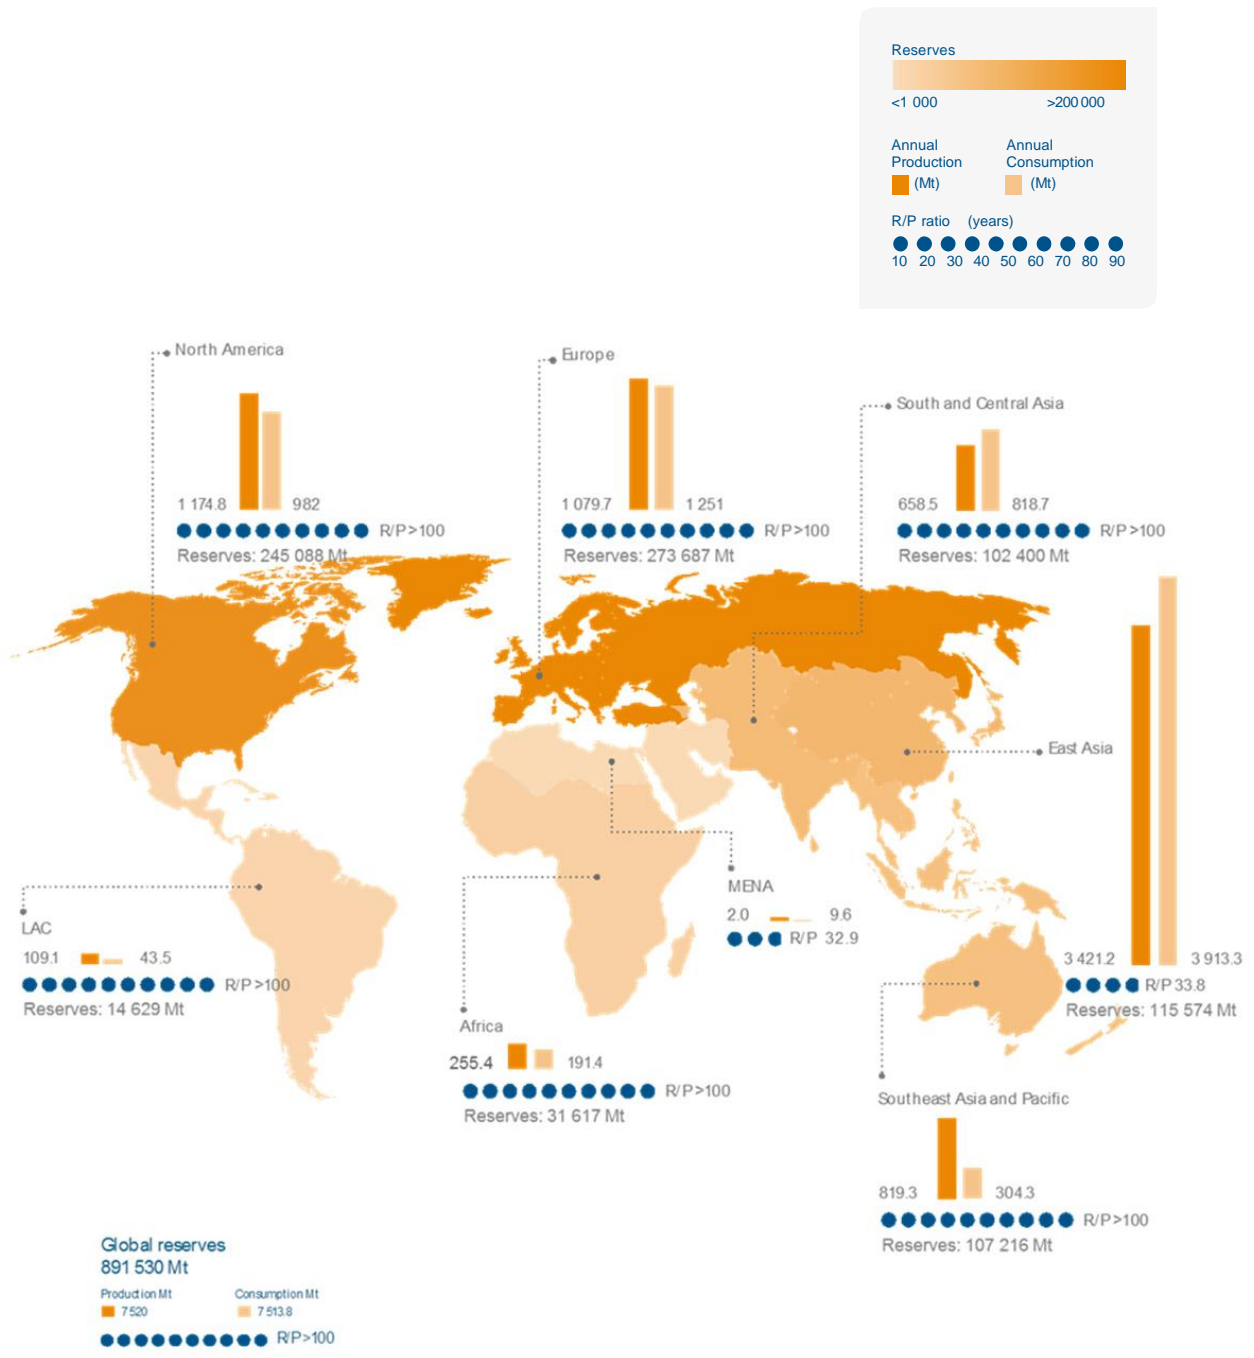 Reserves
<1 000 >200 000
Annual Annual
Production Consumption
(Mt) (Mt)
R/P ratio (years)
10 20 30 40 50 60 70 80 90
North America
1 174.8 982
R/P>100
Reserves: 245 088 Mt
Europe
1 079.7 1 251
R/P>100
Reserves: 273 687 Mt
South and Central Asia
658.5 818.7
R/P>100
Reserves: 102 400 Mt
East Asia
3 421.2 3 913.3
R/P 33.8
Reserves: 115 574 Mt
MENA
2.0 9.6
R/P 32.9
LAC
109.1 43.5
R/P>100
Reserves: 14 629 Mt
Africa
255.4 191.4
R/P>100
Reserves: 31 617 Mt
Southeast Asia and Pacific
819.3 304.3
R/P>100
Reserves: 107 216 Mt
Global reserves
891 530 Mt
Production Mt Consumption Mt
7 520 7 513.8
R/P>100